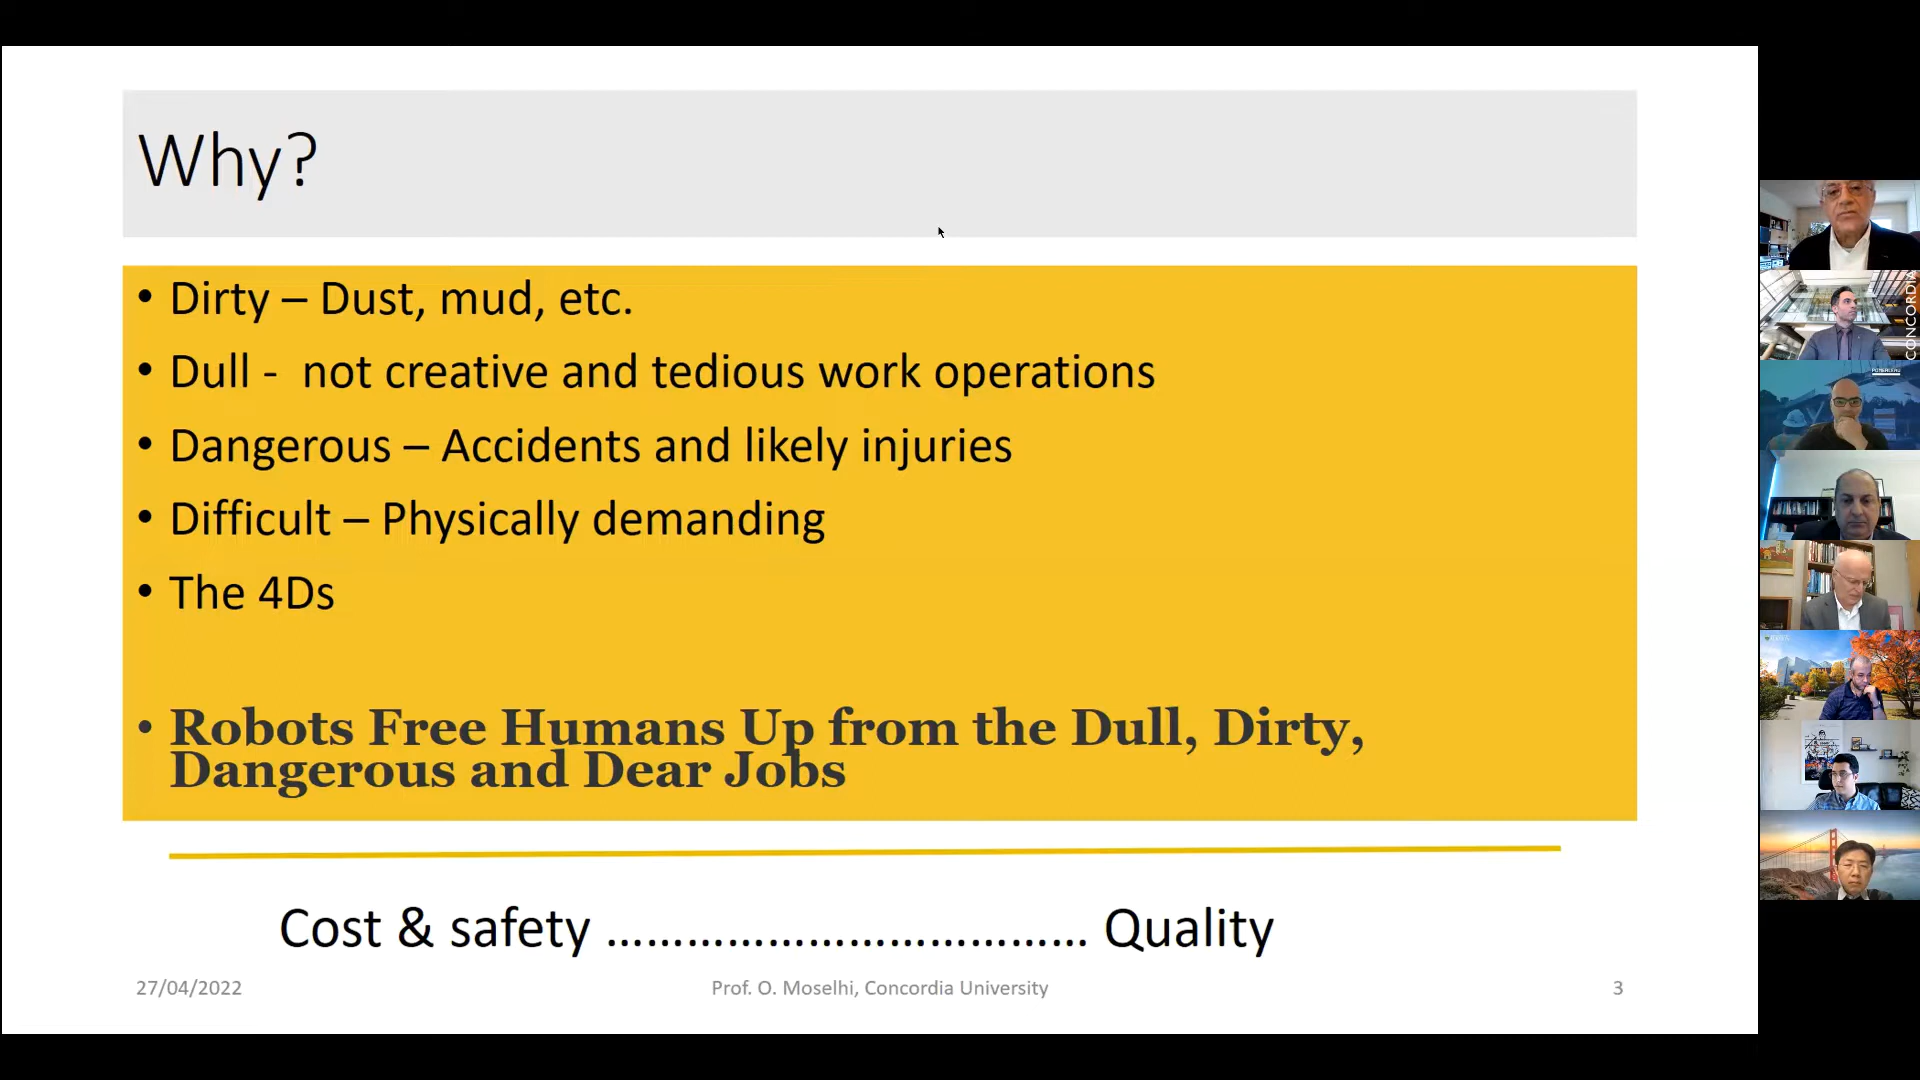 Why?
• Dirty – Dust, mud, etc.
• Dull -  not creative and tedious work operations
• Dangerous – Accidents and likely injuries
• Difficult – Physically demanding
• The 4Ds
• Robots Free Humans Up from the Dull, Dirty,
Dangerous and Dear Jobs
Cost & safety ………………………………. Quality
27/04/2022
Prof. O. Moselhi, Concordia University
3
CONCORDIA
POMERLEAU